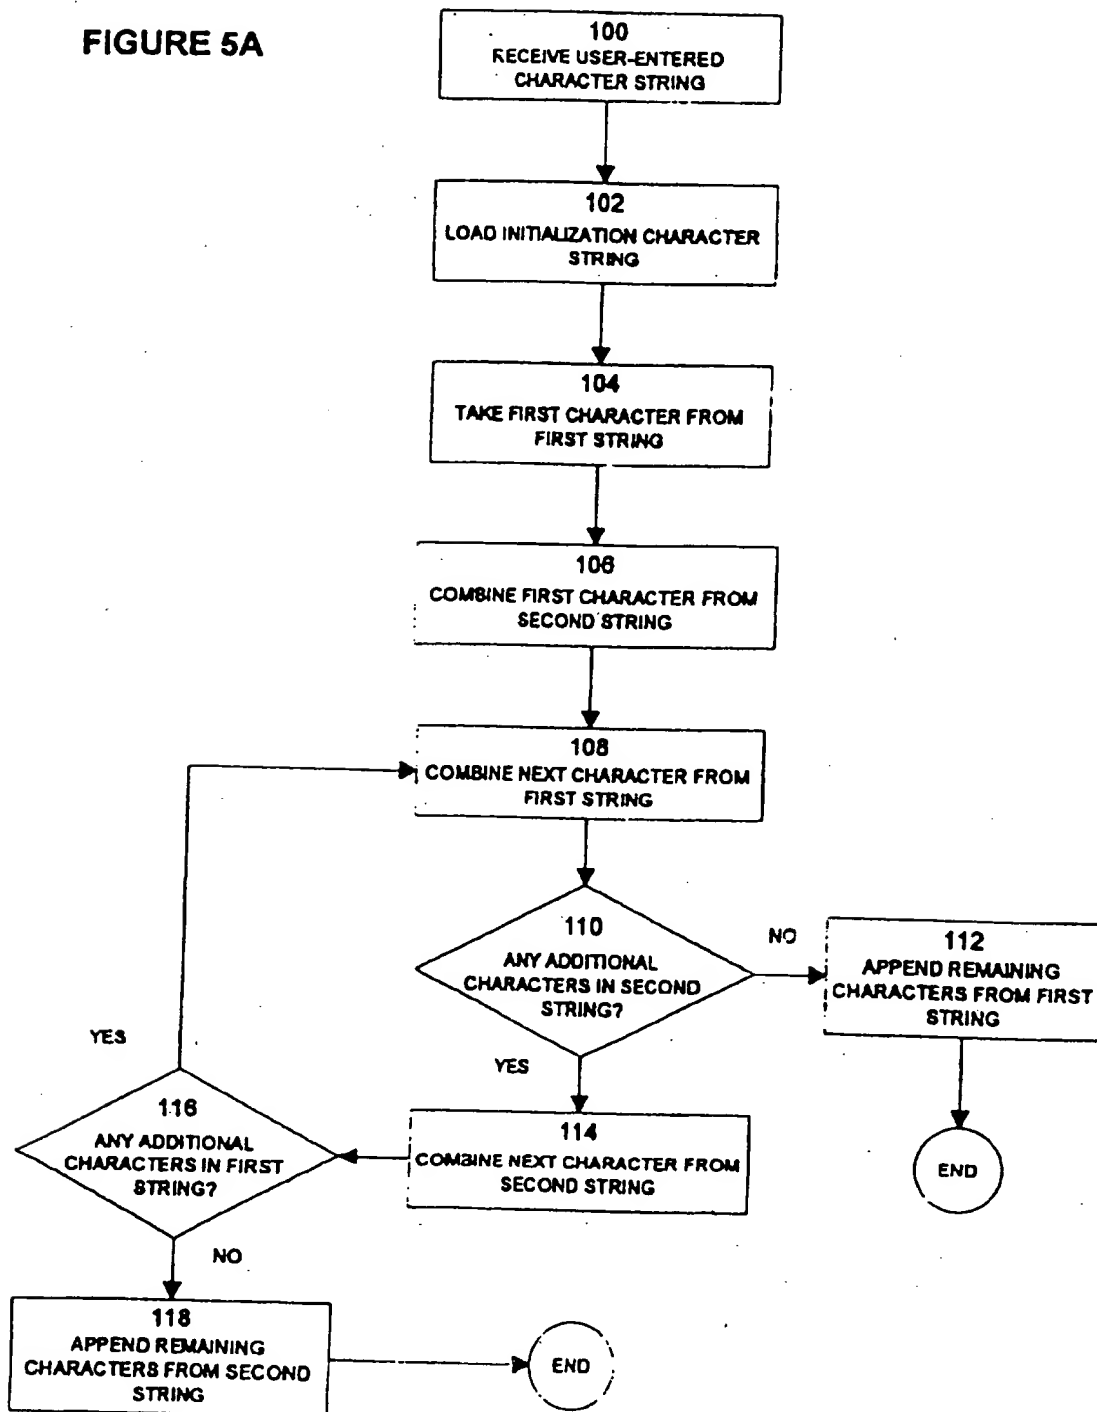 FIGURE 5A
100
RECEIVE USER-ENTERED
CHARACTER STRING
102
LOAD INITIALIZATION CHARACTER
STRING
104
TAKE FIRST CHARACTER FROM
FIRST STRING
106
COMBINE FIRST CHARACTER FROM
SECOND STRING
108
COMBINE NEXT CHARACTER FROM
FIRST STRING
110
ANY ADDITIONAL
CHARACTERS IN SECOND
STRING?
NO
112
APPEND REMAINING
CHARACTERS FROM FIRST
STRING
END
YES
114
COMBINE NEXT CHARACTER FROM
SECOND STRING
YES
116
ANY ADDITIONAL
CHARACTERS IN FIRST
STRING?
NO
118
APPEND REMAINING
CHARACTERS FROM SECOND
STRING
END